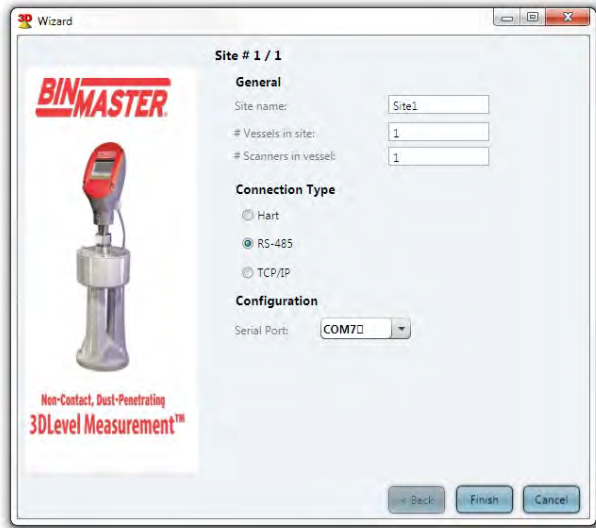 Wizard
Site # 1 / 1
General
Site name: Site1
# Vessels in site: 1
# Scanners in vessel: 1
Connection Type
Hart
RS-485
TCP/IP
Configuration
Serial Port: COM7▯
BINMASTER®
Non-Contact, Dust-Penetrating
3DLevel Measurement™
< Back Finish Cancel